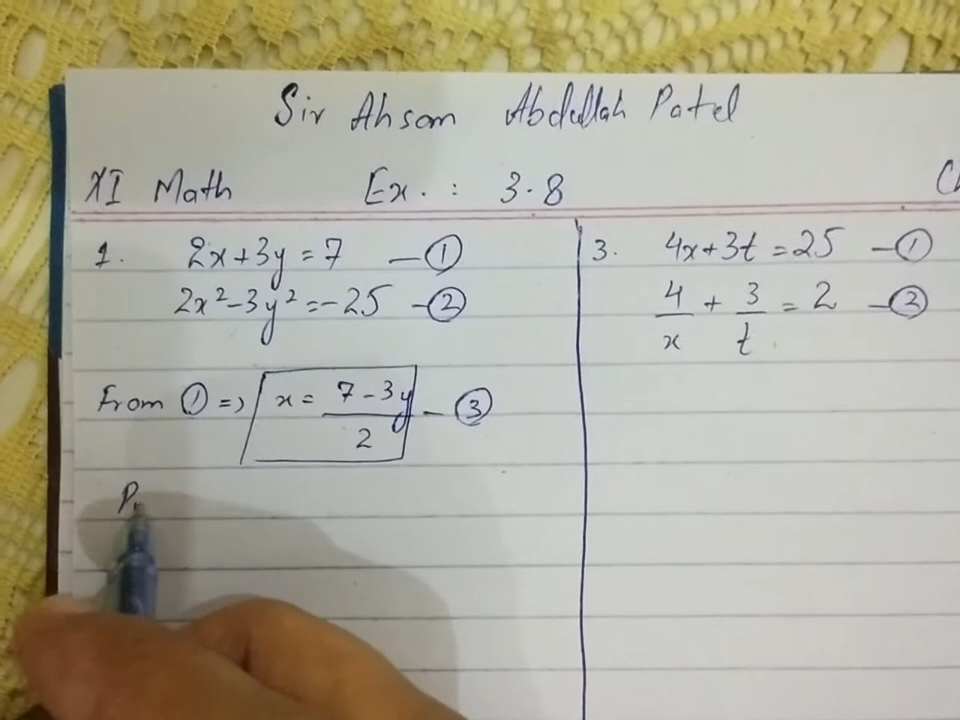 Sir Ahsan Abdullah Patel
XI Math Ex. : 3.8
1. 2x+3y=7 —①
2x²-3y²=-25 —②
From ① => x = 7-3y/2 — ③
3. 4x+3t=25 —①
4/x + 3/t = 2 —②